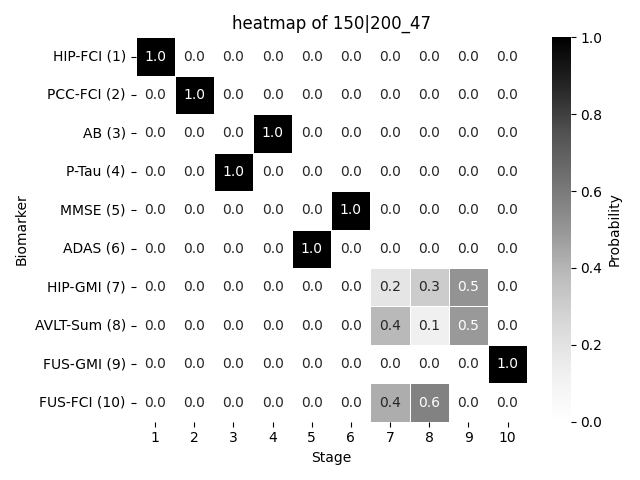 heatmap of 150|200_47
HIP-FCI (1) 1.0 0.0 0.0 0.0 0.0 0.0 0.0 0.0 0.0 0.0
PCC-FCI (2) 0.0 1.0 0.0 0.0 0.0 0.0 0.0 0.0 0.0 0.0
AB (3) 0.0 0.0 0.0 1.0 0.0 0.0 0.0 0.0 0.0 0.0
P-Tau (4) 0.0 0.0 1.0 0.0 0.0 0.0 0.0 0.0 0.0 0.0
MMSE (5) 0.0 0.0 0.0 0.0 0.0 1.0 0.0 0.0 0.0 0.0
ADAS (6) 0.0 0.0 0.0 0.0 1.0 0.0 0.0 0.0 0.0 0.0
HIP-GMI (7) 0.0 0.0 0.0 0.0 0.0 0.0 0.2 0.3 0.5 0.0
AVLT-Sum (8) 0.0 0.0 0.0 0.0 0.0 0.0 0.4 0.1 0.5 0.0
FUS-GMI (9) 0.0 0.0 0.0 0.0 0.0 0.0 0.0 0.0 0.0 1.0
FUS-FCI (10) 0.0 0.0 0.0 0.0 0.0 0.0 0.4 0.6 0.0 0.0
1 2 3 4 5 6 7 8 9 10
Stage
Biomarker
1.0
0.8
0.6
0.4
0.2
0.0
Probability